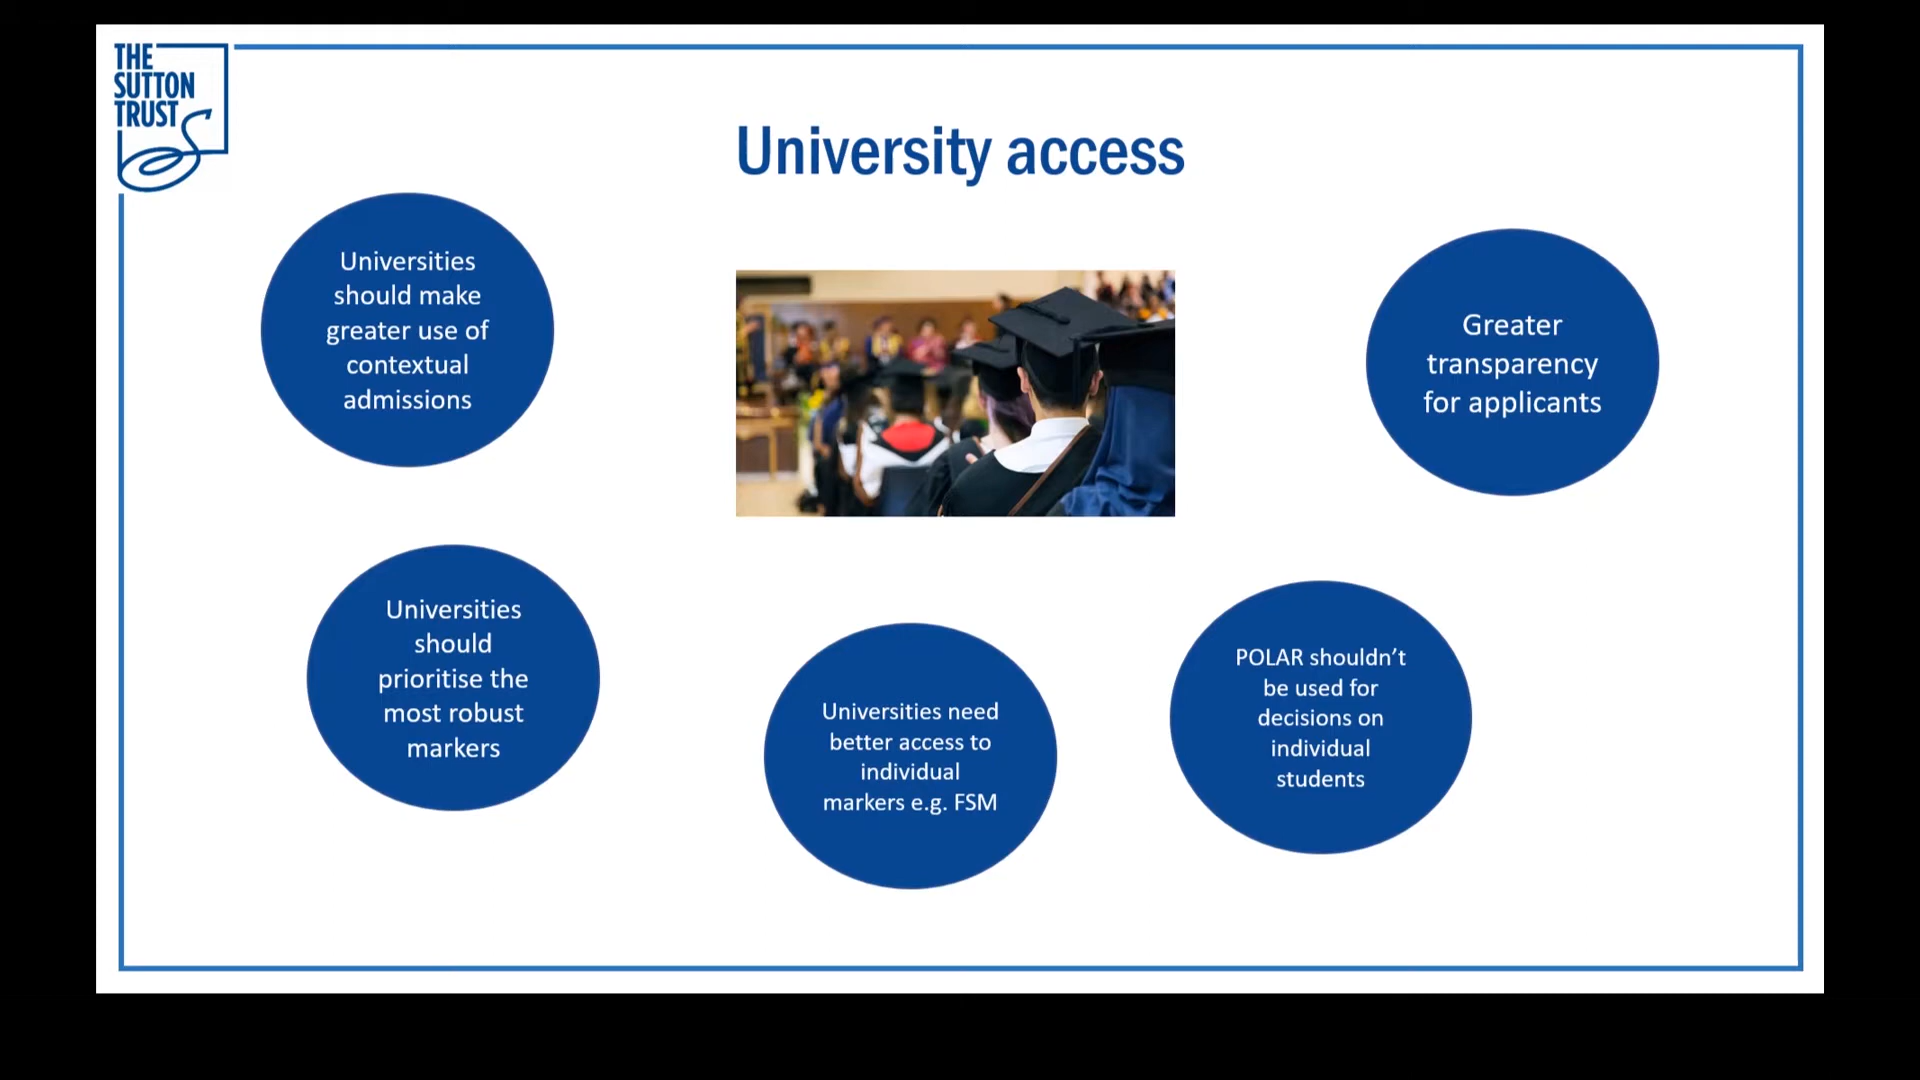 THE
SUTTON
TRUST
University access
Universities
should make
greater use of
contextual
admissions
Greater
transparency
for applicants
Universities
should
prioritise the
most robust
markers
Universities need
better access to
individual
markers e.g. FSM
POLAR shouldn’t
be used for
decisions on
individual
students